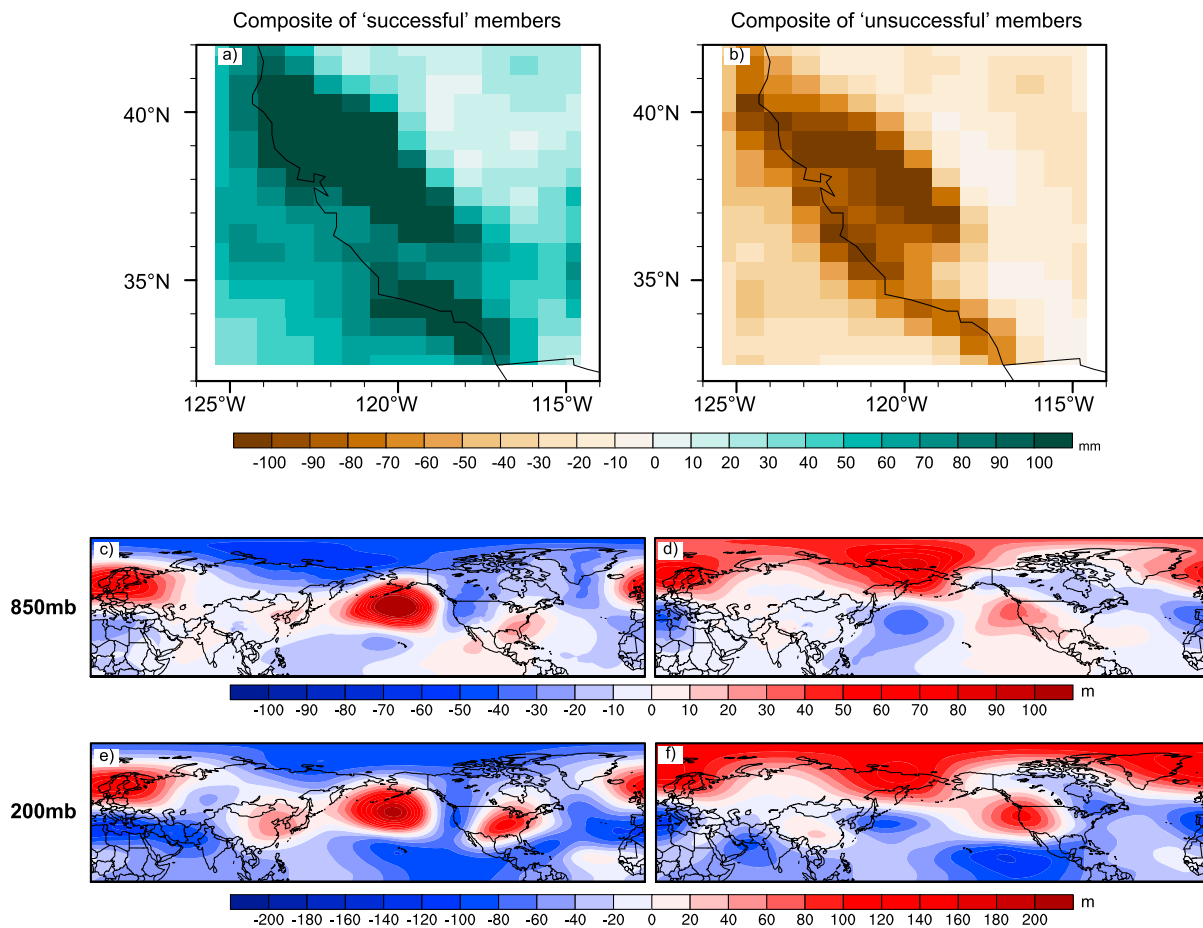 Composite of ‘successful’ members
Composite of ‘unsuccessful’ members
a)
b)
40°N
40°N
35°N
35°N
125°W 120°W 115°W
125°W 120°W 115°W
-100 -90 -80 -70 -60 -50 -40 -30 -20 -10 0 10 20 30 40 50 60 70 80 90 100 mm
c)
d)
850mb
-100 -90 -80 -70 -60 -50 -40 -30 -20 -10 0 10 20 30 40 50 60 70 80 90 100 m
e)
f)
200mb
-200 -180 -160 -140 -120 -100 -80 -60 -40 -20 0 20 40 60 80 100 120 140 160 180 200 m